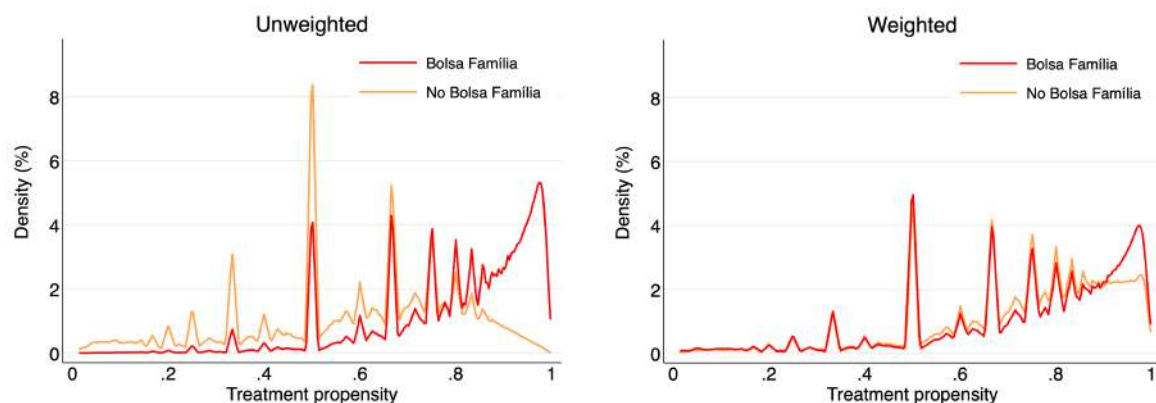 Unweighted
Density (%)
8
6
4
2
0
Bolsa Família
No Bolsa Família
0 .2 .4 .6 .8 1
Treatment propensity
Weighted
Density (%)
8
6
4
2
0
Bolsa Família
No Bolsa Família
0 .2 .4 .6 .8 1
Treatment propensity